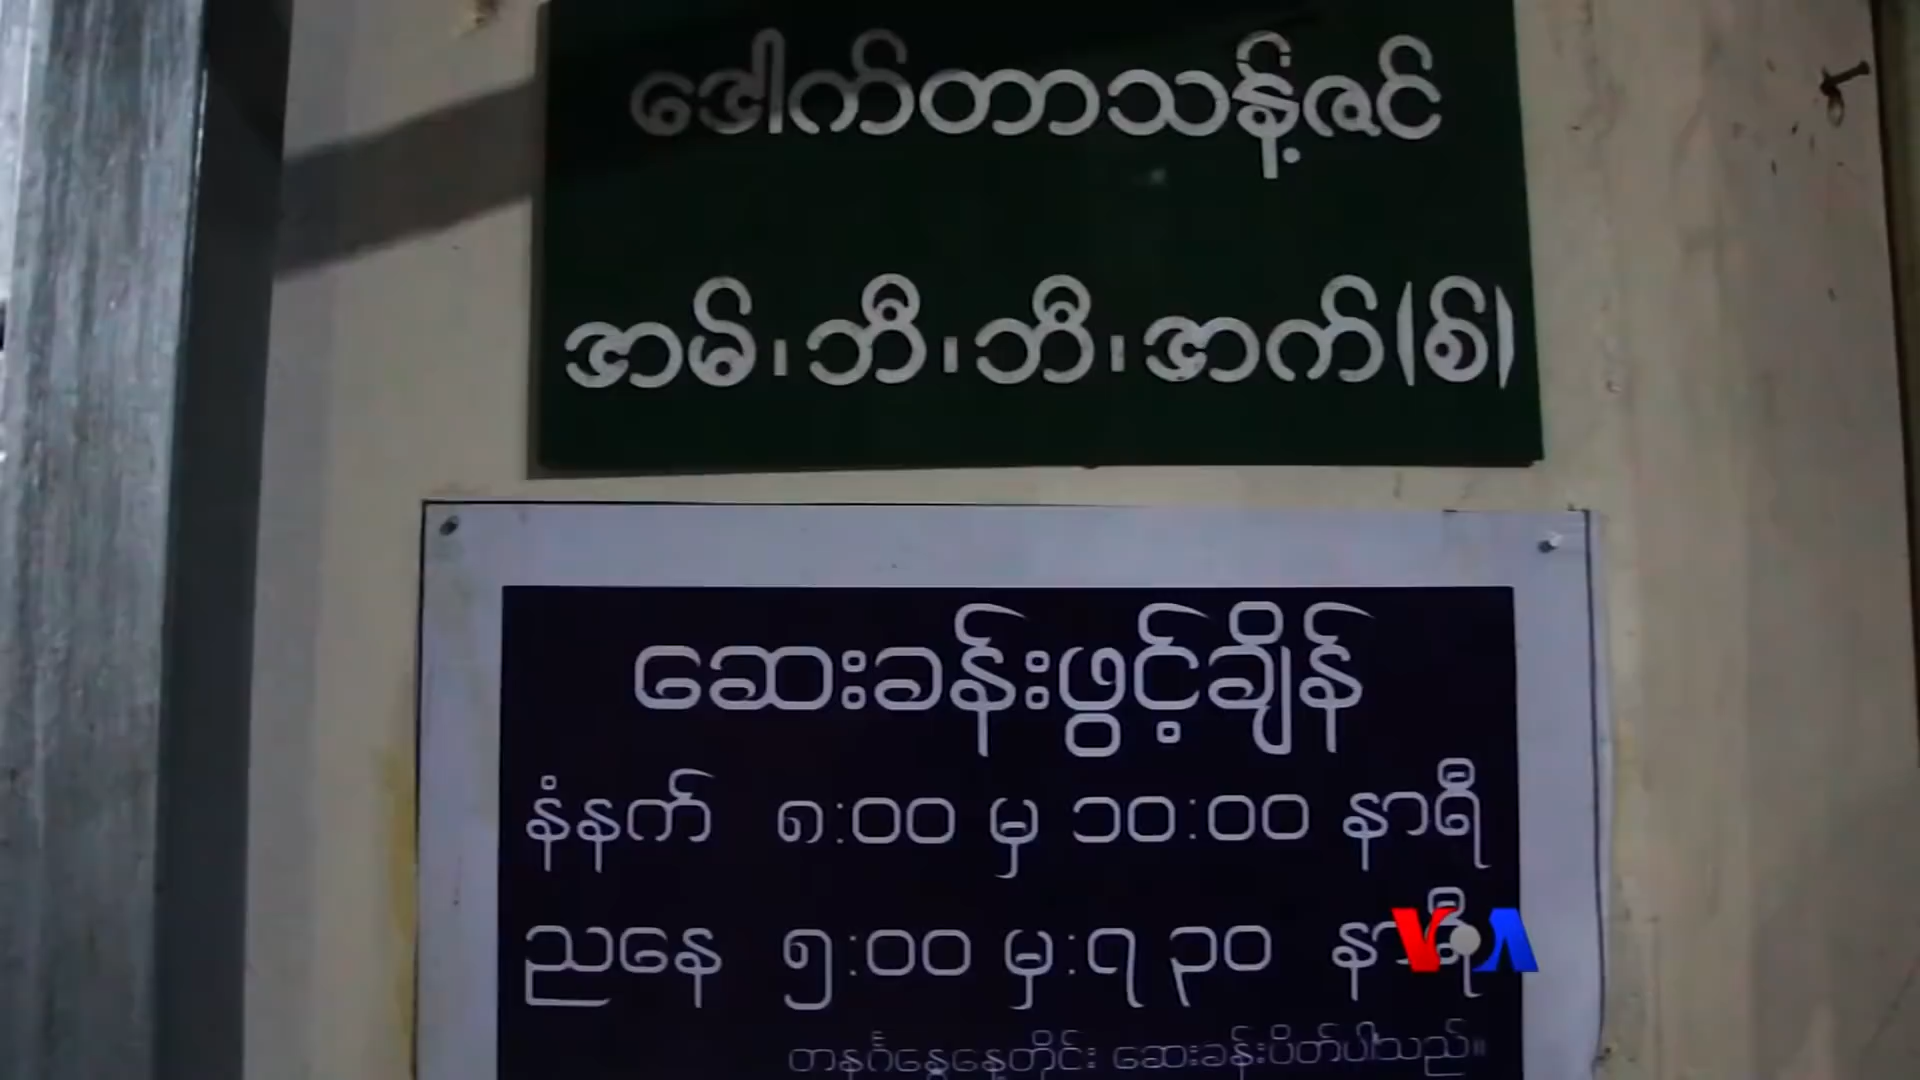 ဒေါက်တာသန့်ဇင်
အာမ်၊ဘီ၊ဘီ၊အာက်(စ်)
ဆေးခန်းဖွင့်ချိန်
နံနက် ၈:၀၀ မှ ၁၀:၀၀ နာရီ
ညနေ ၅:၀၀ မှ:၇ ၃၀ နာရီ
VOA
တနင်္ဂနွေနေ့တိုင်း ဆေးခန်းပိတ်ပါသည်။